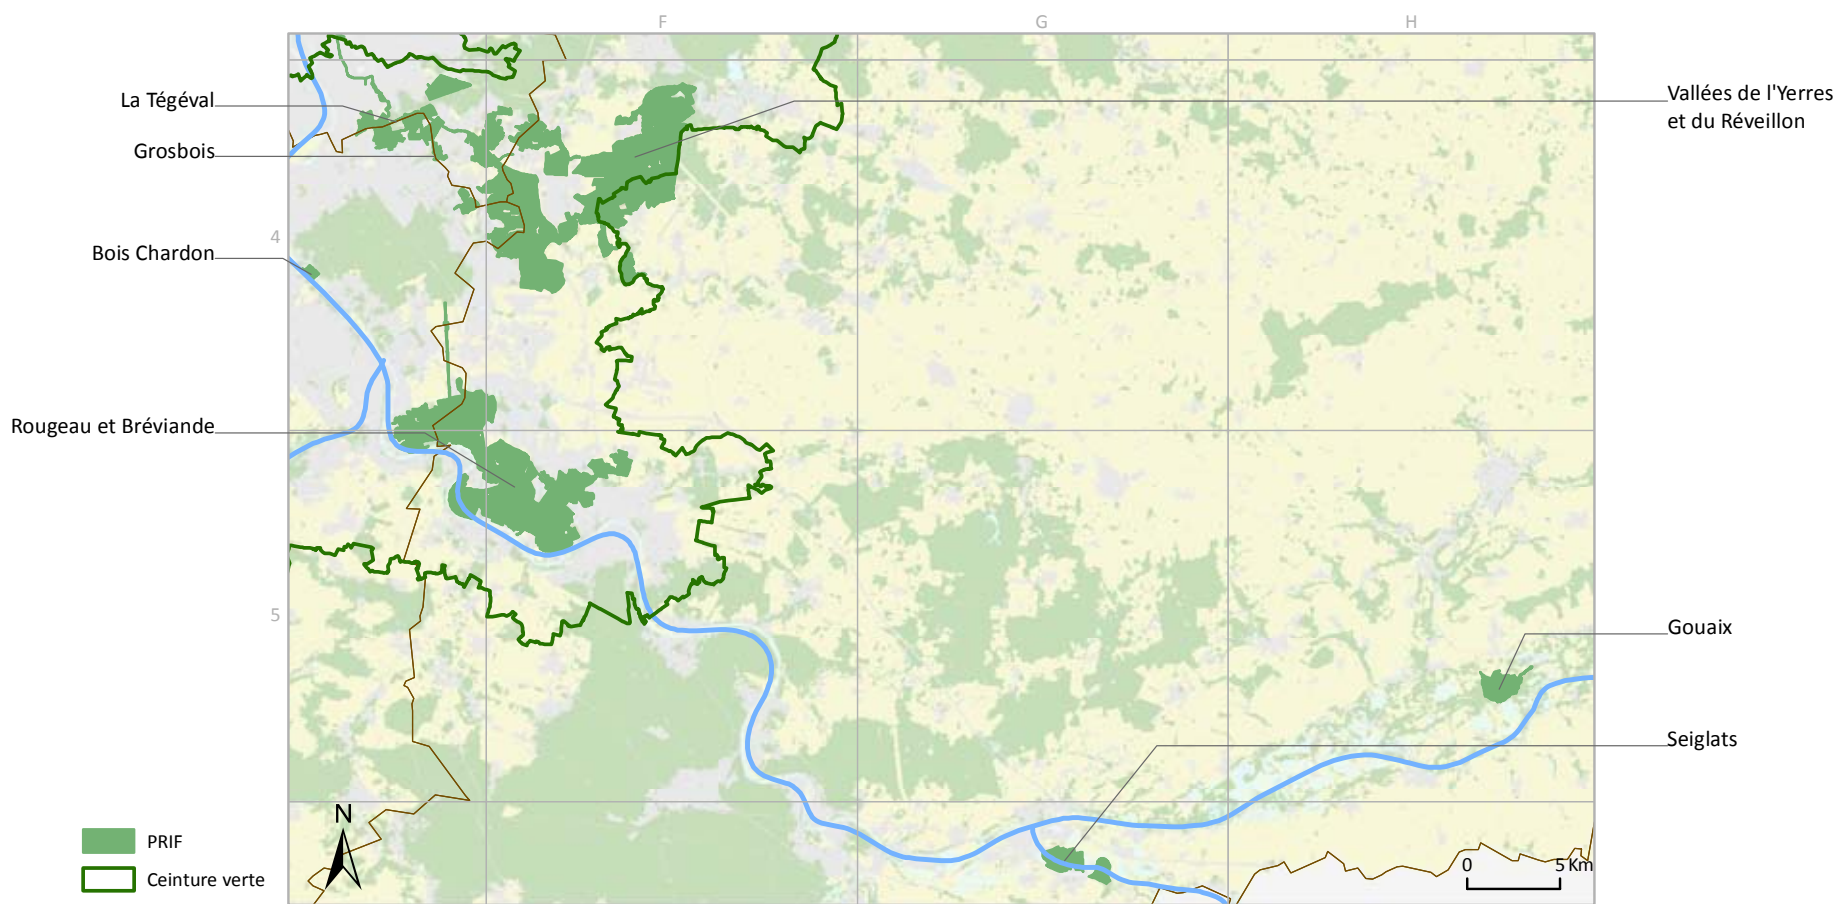 F G H
La Tégéval
Grosbois
4
Bois Chardon
Rougeau et Bréviande
5
Vallées de l'Yerres
et du Réveillon
Gouaix
Seiglats
N
PRIF
Ceinture verte
0 5 Km